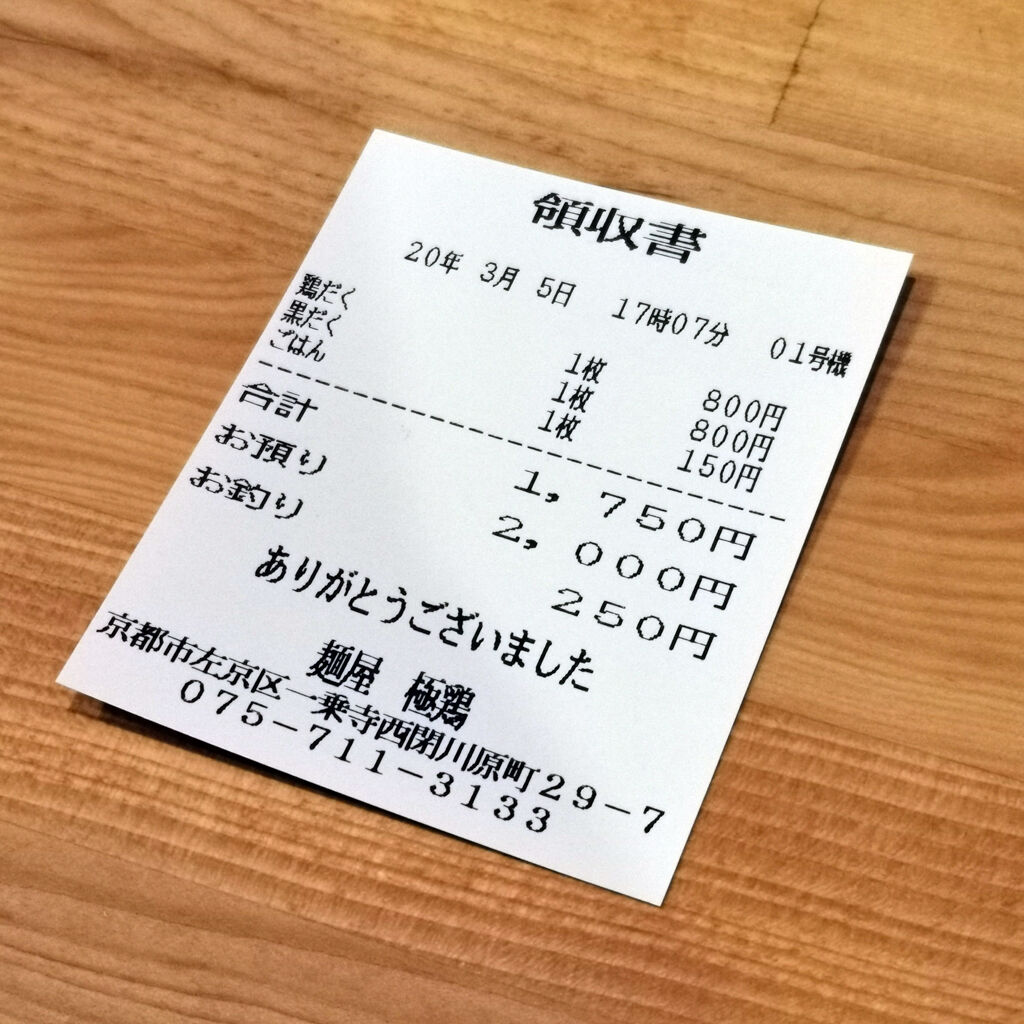 領収書
20年 3月 5日 17時07分 01号機
鶏だく 1枚 800円
黒だく 1枚 800円
ごはん 1枚 150円
合計 1,750円
お預り 2,000円
お釣り 250円
ありがとうございました
麺屋 極鶏
京都市左京区一乗寺西閉川原町29-7
075-711-3133